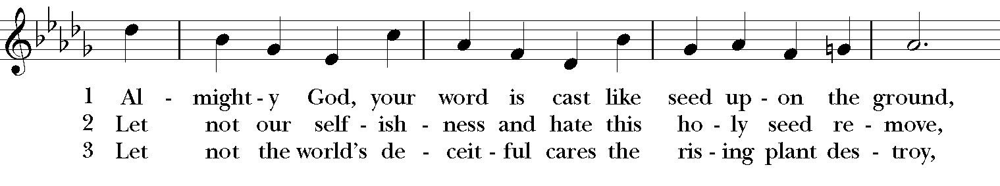 1 Al - might - y God, your word is cast like seed up - on the ground,
2 Let not our self - ish - ness and hate this ho - ly seed re - move,
3 Let not the world’s de - ceit - ful cares the ris - ing plant des - troy,